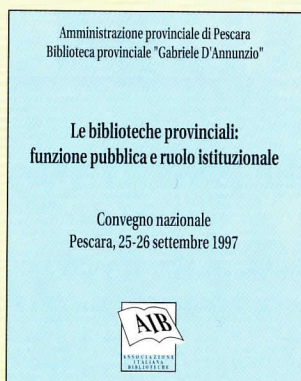 Amministrazione provinciale di Pescara
Biblioteca provinciale "Gabriele D'Annunzio"
Le biblioteche provinciali:
funzione pubblica e ruolo istituzionale
Convegno nazionale
Pescara, 25-26 settembre 1997
AIB
ASSOCIAZIONE
ITALIANA
BIBLIOTECHE